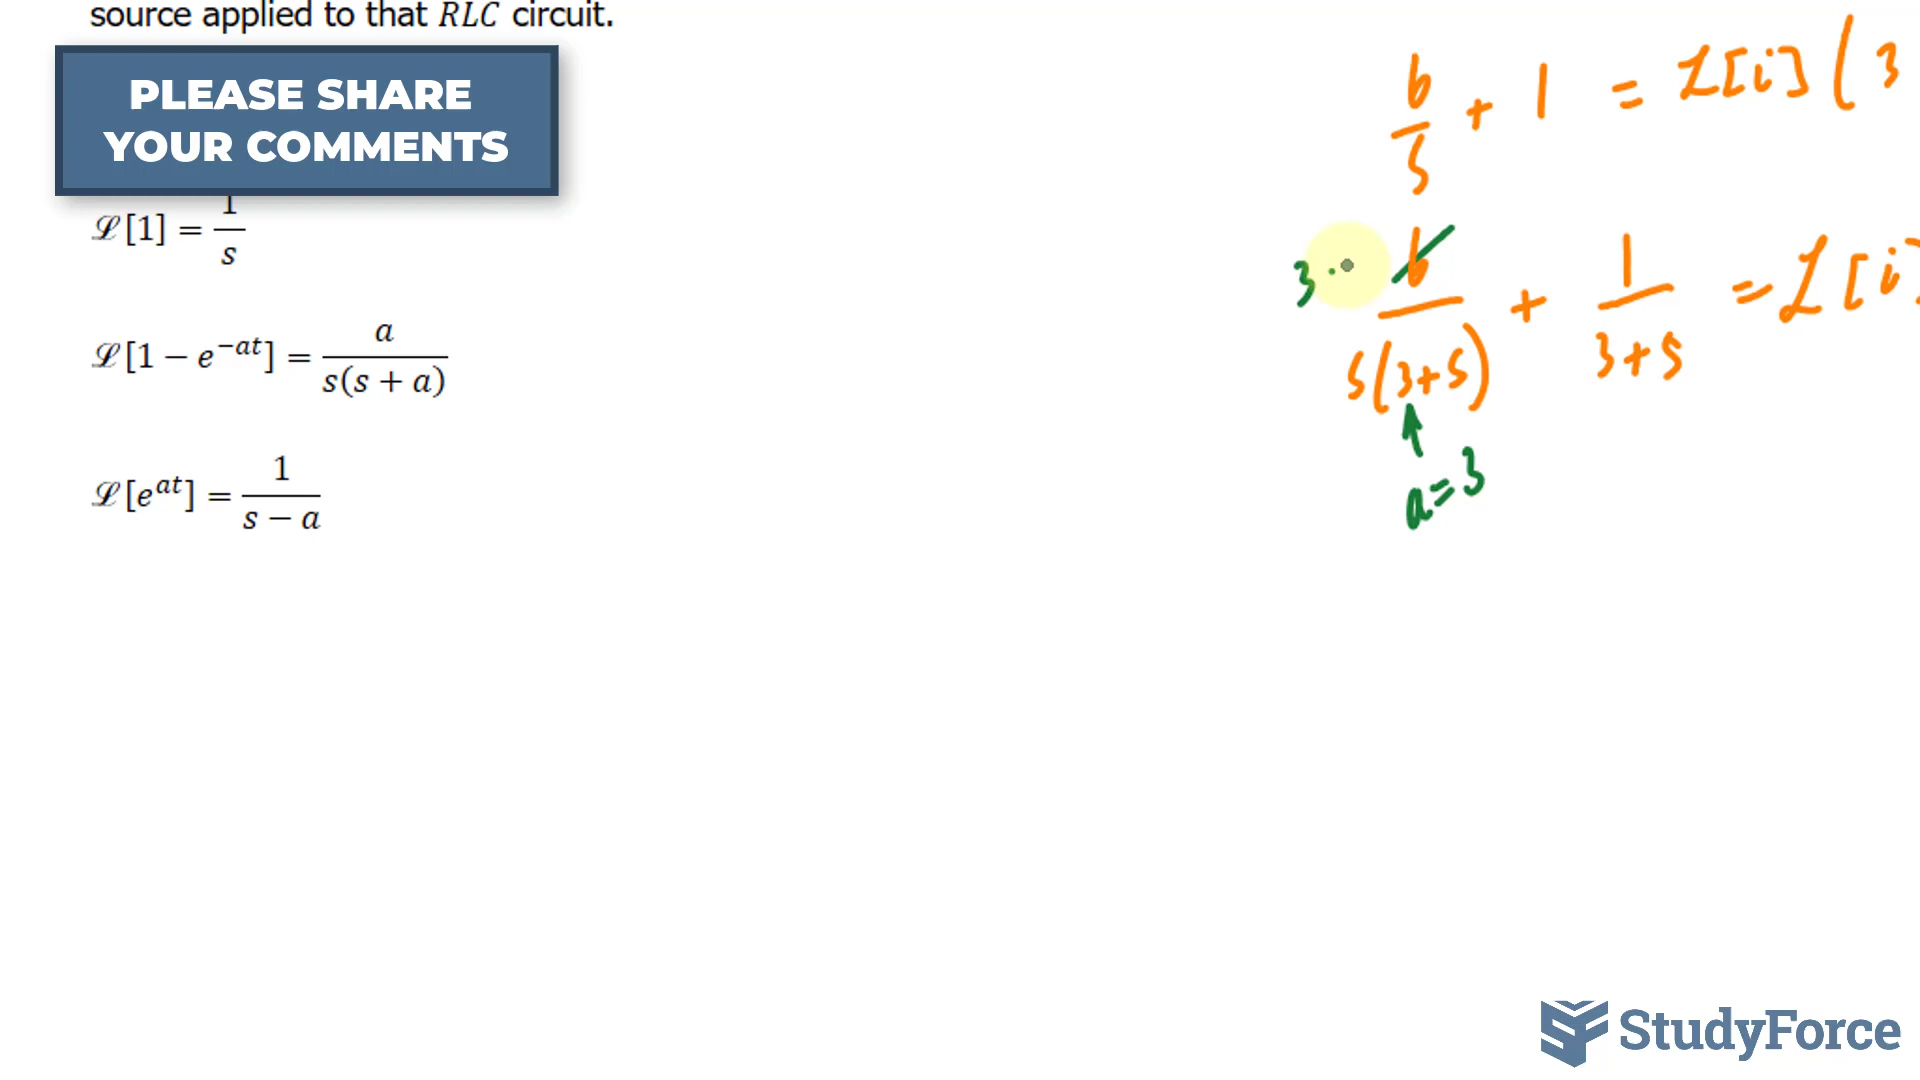 source applied to that RLC circuit.
PLEASE SHARE
YOUR COMMENTS
ℒ[1] = 1/s
ℒ[1 − e^−at] = a/s(s + a)
ℒ[e^at] = 1/s − a
6/s + 1 = ℒ[i] (3
3 · 6/s(3+s) + 1/3+s = ℒ[i]
a=3
StudyForce